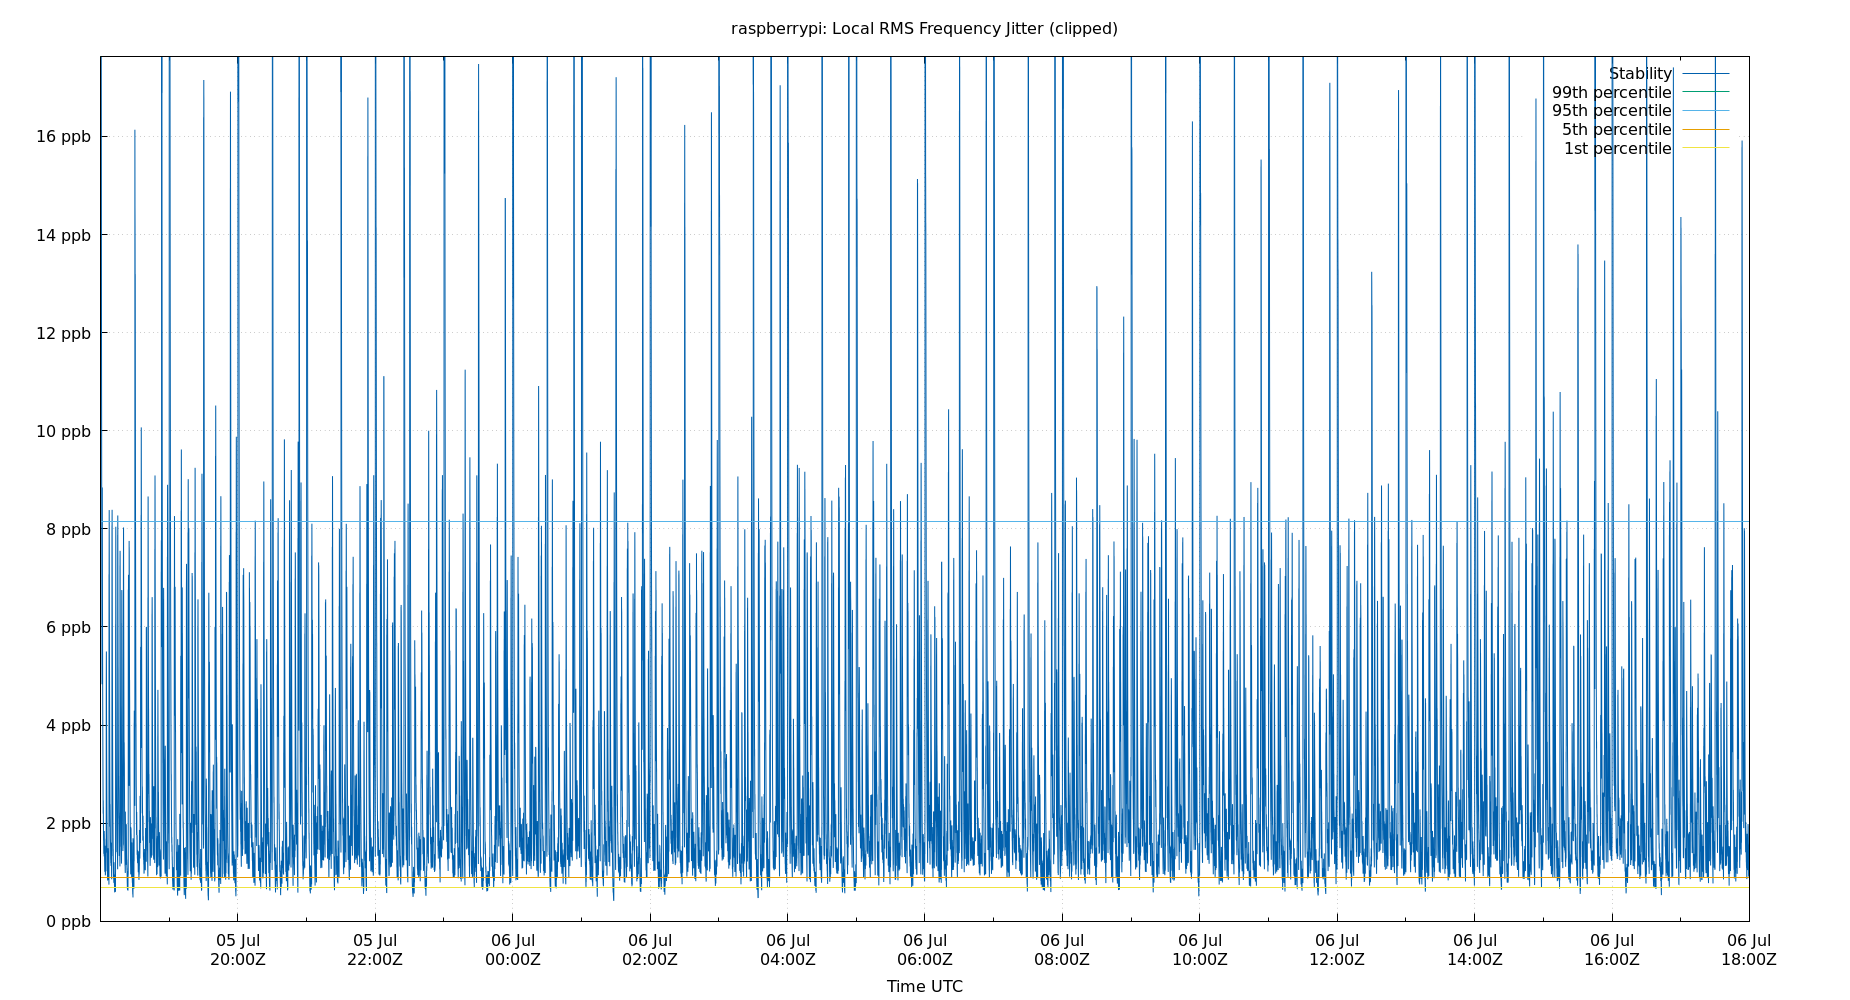 raspberrypi: Local RMS Frequency Jitter (clipped)
Stability
99th percentile
95th percentile
5th percentile
1st percentile
16 ppb
14 ppb
12 ppb
10 ppb
8 ppb
6 ppb
4 ppb
2 ppb
0 ppb
05 Jul 05 Jul 06 Jul 06 Jul 06 Jul 06 Jul 06 Jul 06 Jul 06 Jul 06 Jul 06 Jul 06 Jul
20:00Z 22:00Z 00:00Z 02:00Z 04:00Z 06:00Z 08:00Z 10:00Z 12:00Z 14:00Z 16:00Z 18:00Z
Time UTC